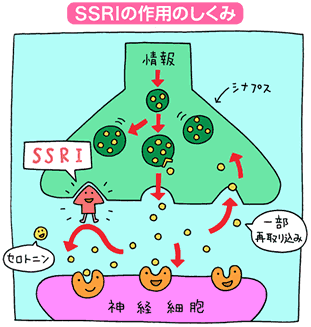 SSRIの作用のしくみ
情報
シナプス
SSRI
一部
再取り込み
セロトニン
神経細胞